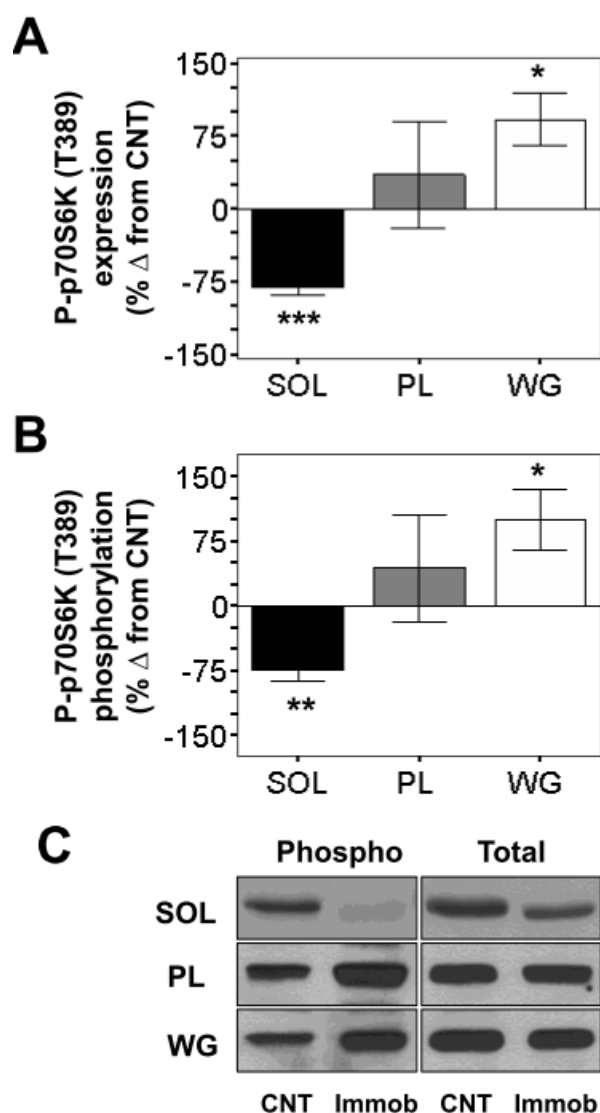 A
P-p70S6K (T389)
expression
(% Δ from CNT)
150
75
0
-75
-150
*
***
SOL PL WG
B
P-p70S6K (T389)
phosphorylation
(% Δ from CNT)
150
75
0
-75
-150
*
**
SOL PL WG
C
Phospho Total
SOL
PL
WG
CNT Immob CNT Immob